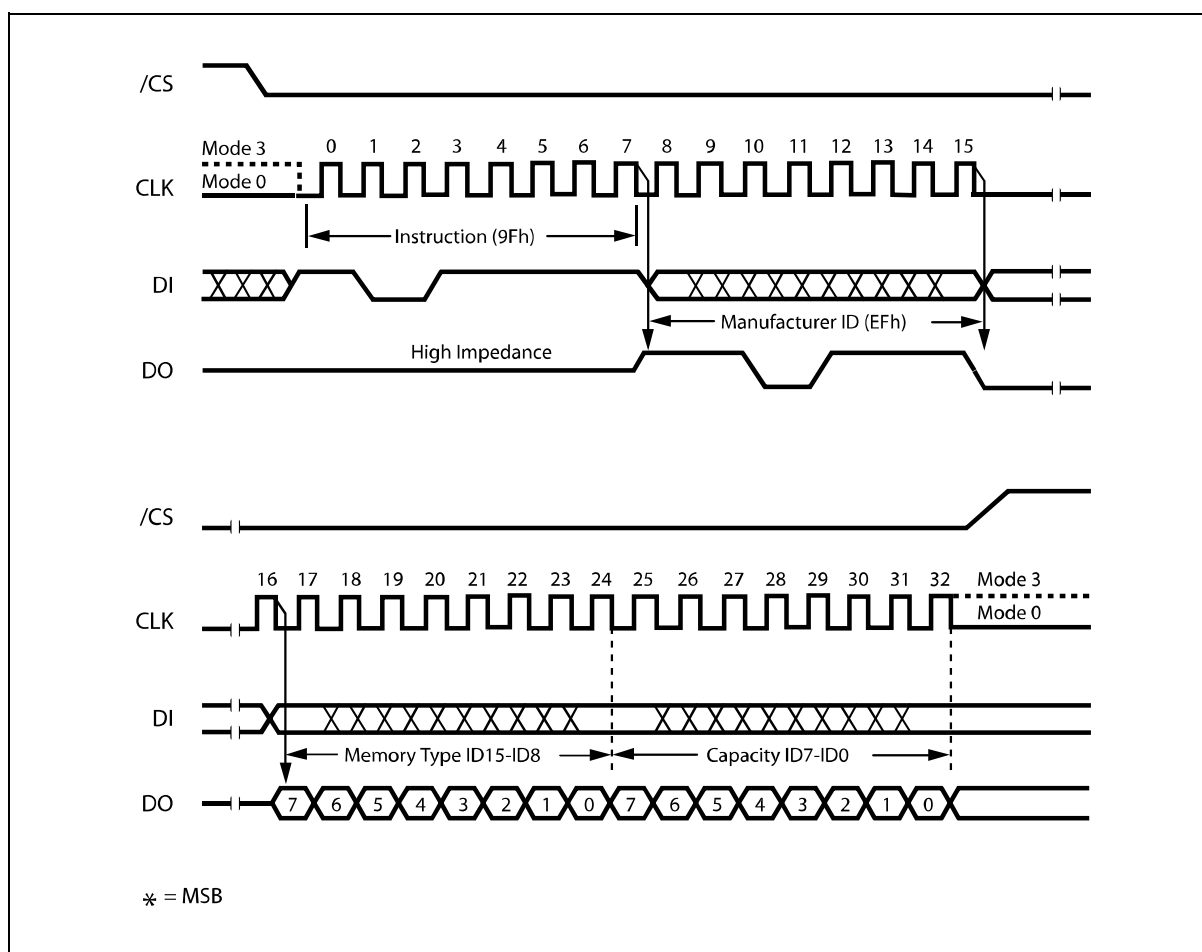 /CS
Mode 3
Mode 0
CLK
0 1 2 3 4 5 6 7 8 9 10 11 12 13 14 15
Instruction (9Fh)
DI
Manufacturer ID (EFh)
High Impedance
DO
/CS
16 17 18 19 20 21 22 23 24 25 26 27 28 29 30 31 32
Mode 3
Mode 0
CLK
DI
Memory Type ID15-ID8
Capacity ID7-ID0
DO
7 6 5 4 3 2 1 0 7 6 5 4 3 2 1 0
* = MSB